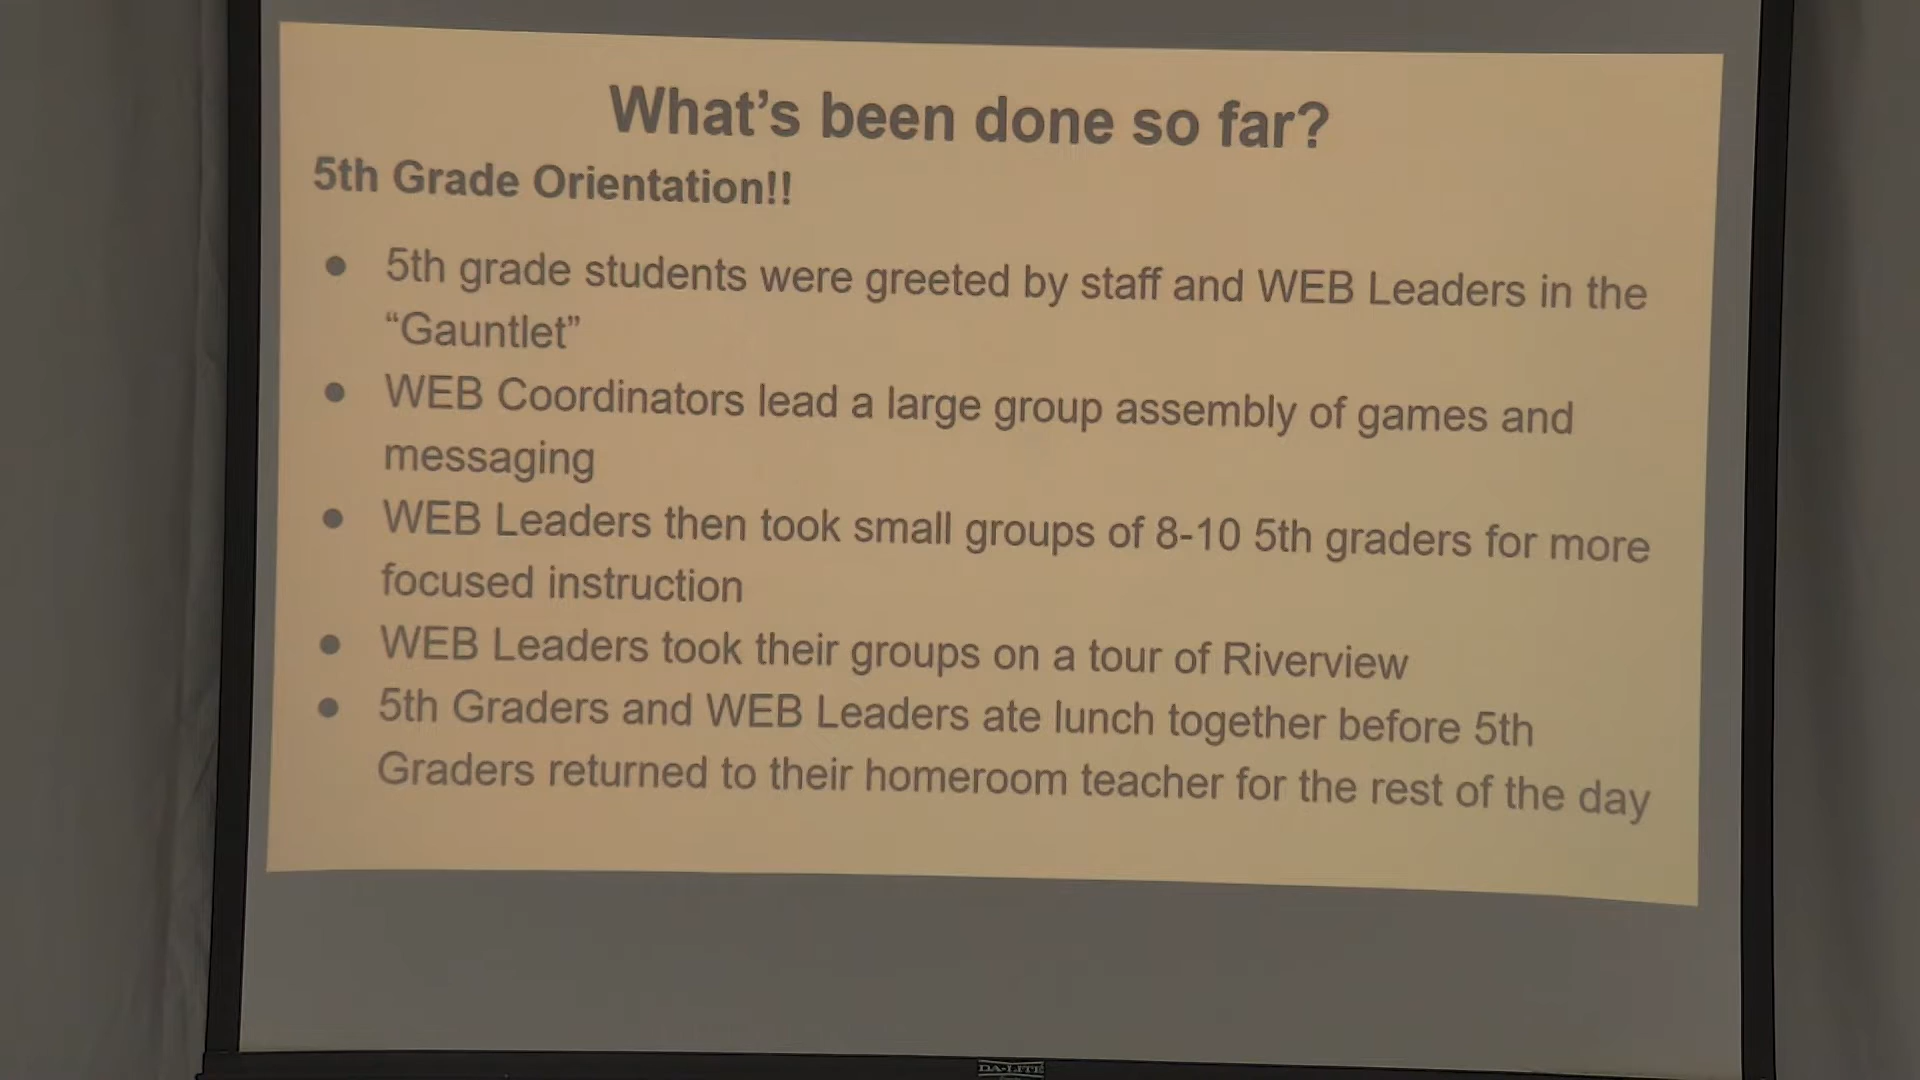 What’s been done so far?
5th Grade Orientation!!
● 5th grade students were greeted by staff and WEB Leaders in the
“Gauntlet”
● WEB Coordinators lead a large group assembly of games and
messaging
● WEB Leaders then took small groups of 8-10 5th graders for more
focused instruction
● WEB Leaders took their groups on a tour of Riverview
● 5th Graders and WEB Leaders ate lunch together before 5th
Graders returned to their homeroom teacher for the rest of the day
DA-LITE